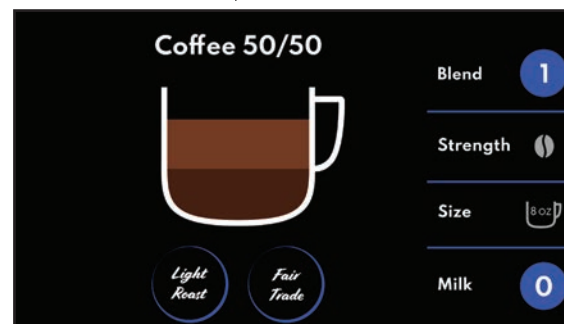 Coffee 50/50
Blend 1
Strength
Size 8 oz
Milk 0
Light
Roast
Fair
Trade